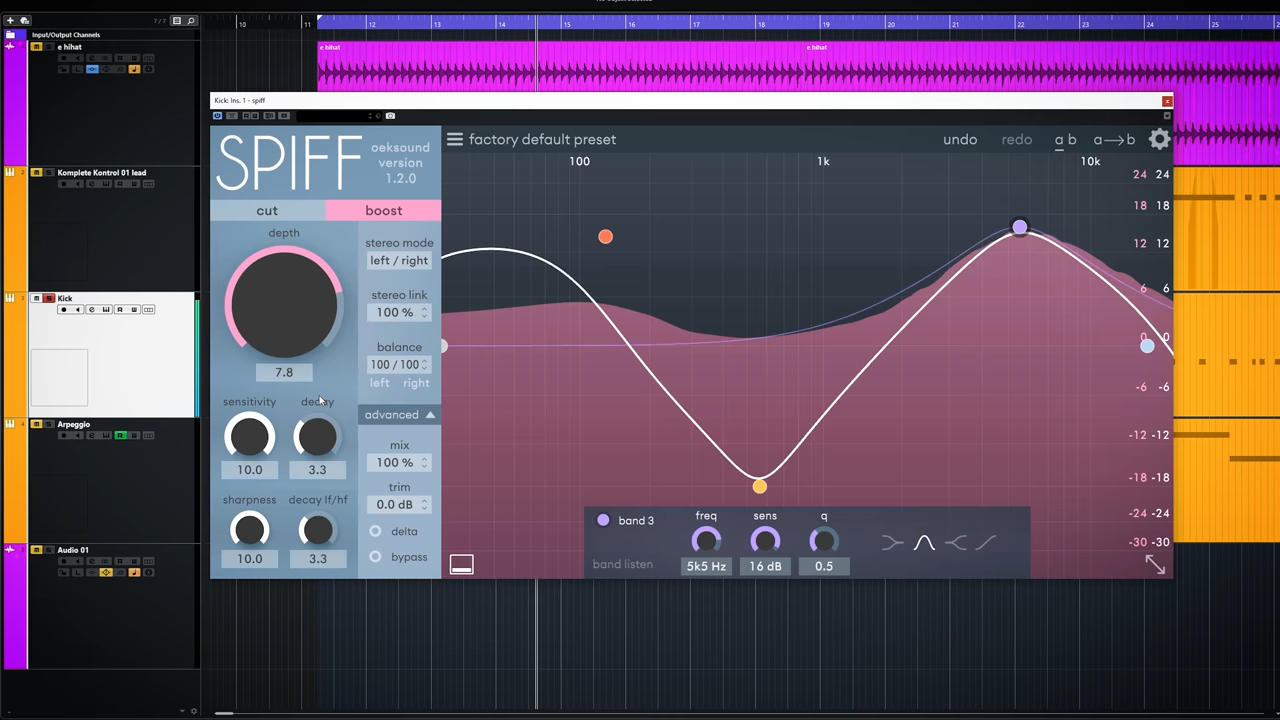 7 / 7
10
11
12
13
14
15
16
17
18
19
20
21
22
23
24
25
Input/Output Channels
e hihat
e hihat
e hihat
2
Komplete Kontrol 01 lead
3
Kick
4
Arpeggio
5
Audio 01
Kick: Ins. 1 - spiff
SPIFF
oeksound
version
1.2.0
factory default preset
undo
redo
a b
a b
cut
boost
100
1k
10k
depth
7.8
sensitivity
10.0
decay
3.3
sharpness
10.0
decay lf/hf
3.3
stereo mode
left / right
stereo link
100 %
balance
100 / 100
left right
advanced
mix
100 %
trim
0.0 dB
delta
bypass
24 24
18 18
12 12
6 6
0 0
-6 -6
-12 -12
-18 -18
-24 -24
-30 -30
band 3
band listen
freq
5k5 Hz
sens
16 dB
q
0.5